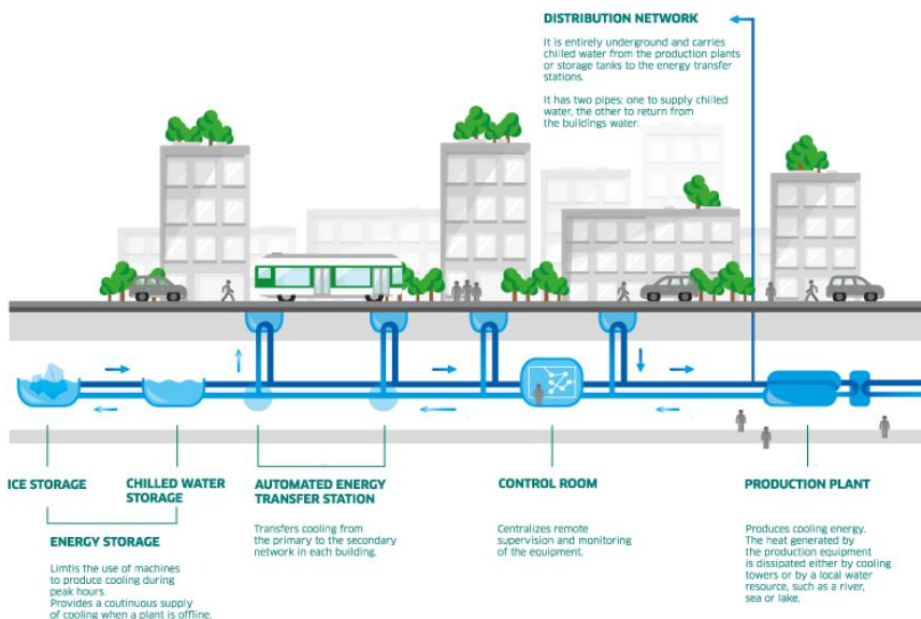 DISTRIBUTION NETWORK
It is entirely underground and carries
chilled water from the production plants
or storage tanks to the energy transfer
stations.
It has two pipes: one to supply chilled
water, the other to return from
the buildings water.
ICE STORAGE
CHILLED WATER
STORAGE
ENERGY STORAGE
Limtis the use of machines
to produce cooling during
peak hours.
Provides a coutinuous supply
of cooling when a plant is offline.
AUTOMATED ENERGY
TRANSFER STATION
Transfers cooling from
the primary to the secondary
network in each building.
CONTROL ROOM
Centralizes remote
supervision and monitoring
of the equipment.
PRODUCTION PLANT
Produces cooling energy.
The heat generated by
the production equipment
is dissipated either by cooling
towers or by a local water
resource, such as a river,
sea or lake.